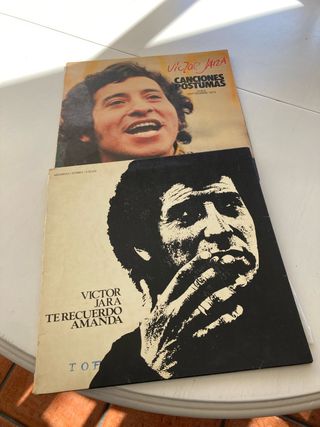 VICTOR JARA
CANCIONES
POSTUMAS
VICTOR
JARA
TE RECUERDO
AMANDA